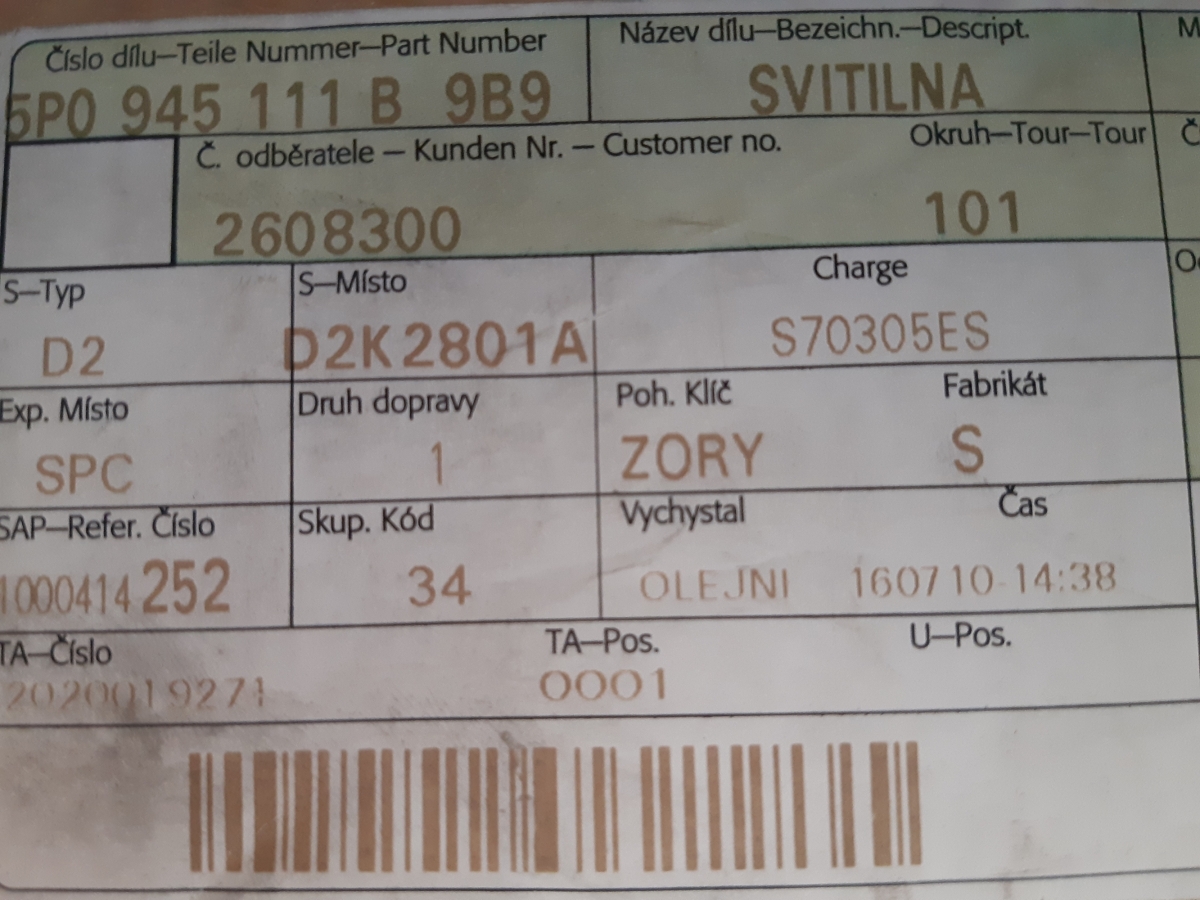 Číslo dílu—Teile Nummer—Part Number
5P0 945 111 B 9B9
Název dílu—Bezeichn.—Descript.
SVITILNA
M
Č. odběratele – Kunden Nr. – Customer no.
2608300
Okruh—Tour—Tour
101
Č
S—Typ
D2
S—Místo
D2K2801A
Charge
S70305ES
Exp. Místo
SPC
Druh dopravy
1
Poh. Klíč
ZORY
Fabrikát
S
SAP—Refer. Číslo
1000414252
Skup. Kód
34
Vychystal
OLEJNI
Čas
160710 14:38
TA—Číslo
2020019271
TA—Pos.
0001
U—Pos.